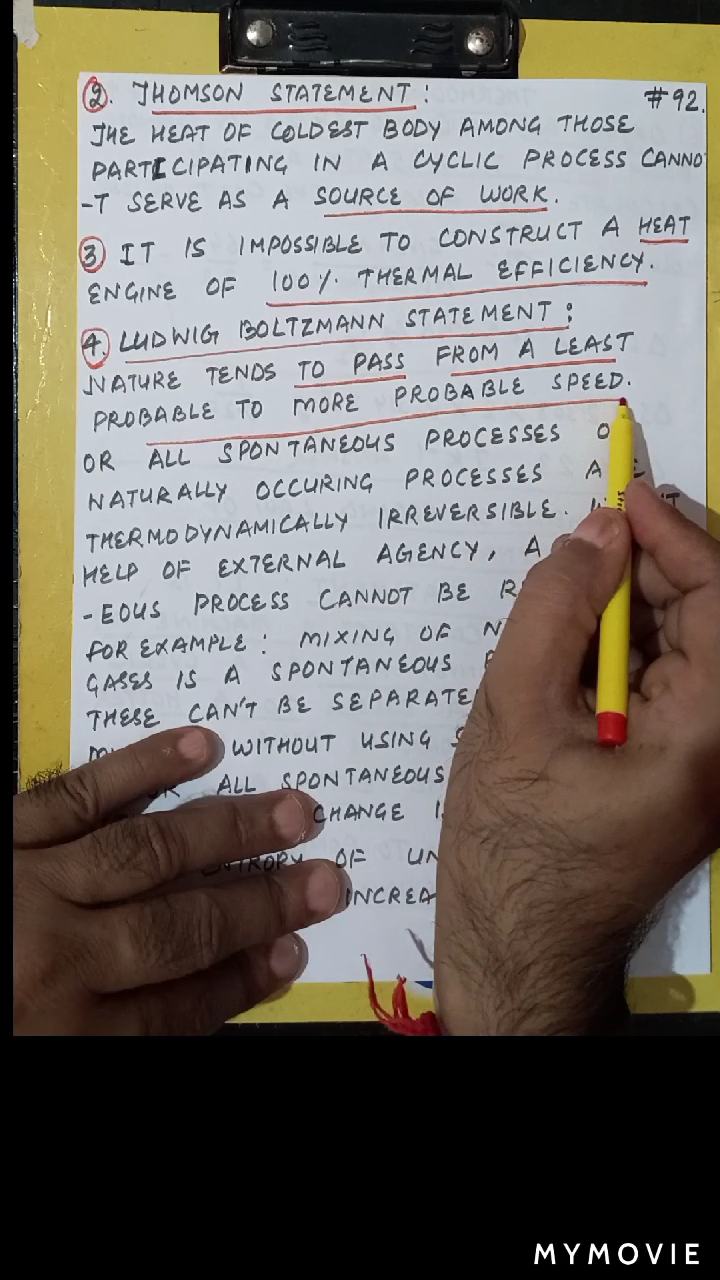 2. THOMSON STATEMENT: #92.
THE HEAT OF COLDEST BODY AMONG THOSE
PARTICIPATING IN A CYCLIC PROCESS CANNO
-T SERVE AS A SOURCE OF WORK.
3 IT IS IMPOSSIBLE TO CONSTRUCT A HEAT
ENGINE OF 100% THERMAL EFFICIENCY.
4. LUDWIG BOLTZMANN STATEMENT:
NATURE TENDS TO PASS FROM A LEAST
PROBABLE TO MORE PROBABLE SPEED.
OR ALL SPONTANEOUS PROCESSES
NATURALLY OCCURING PROCESSES
THERMODYNAMICALLY IRREVERSIBLE.
HELP OF EXTERNAL AGENCY, A
-EOUS PROCESS CANNOT BE
FOR EXAMPLE: MIXING OF
GASES IS A SPONTANEOUS
THESE CAN'T BE
WITHOUT USING
OR ALL SPONTANEOUS
CHANGE
OF
MYMOVIE